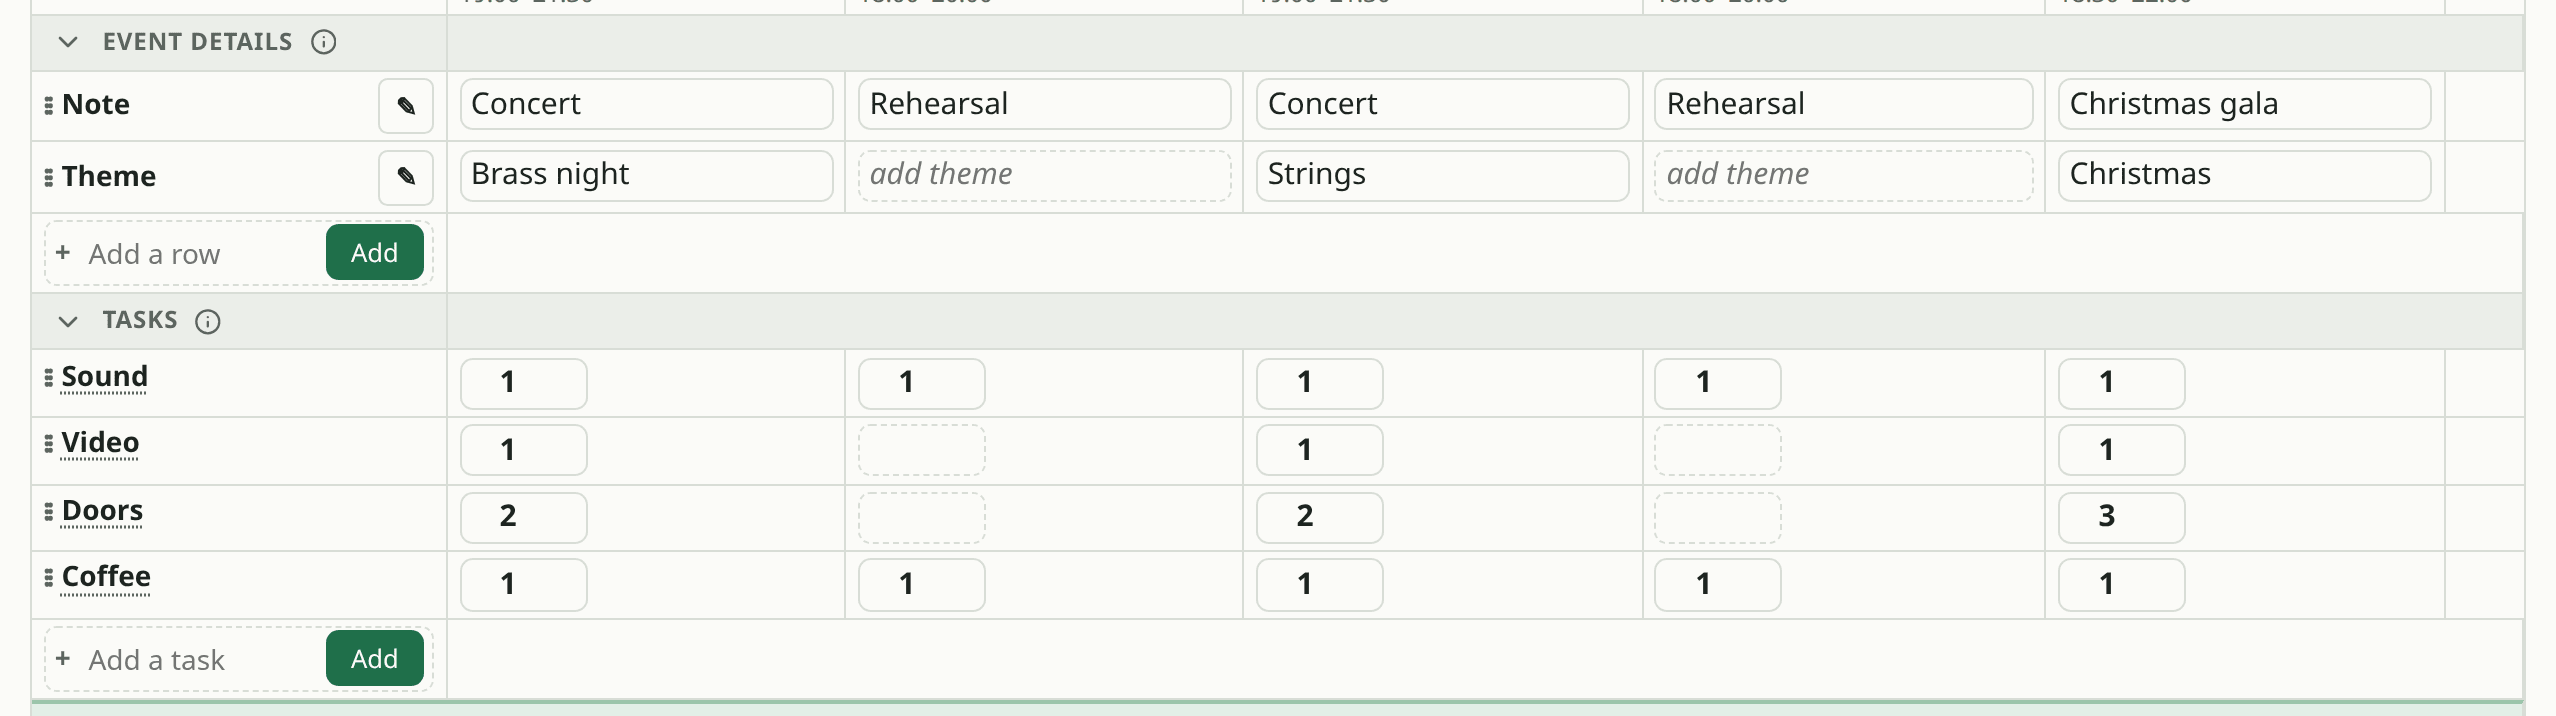 EVENT DETAILS
Note Concert Rehearsal Concert Rehearsal Christmas gala
Theme Brass night add theme Strings add theme Christmas
+ Add a row Add
TASKS
Sound 1 1 1 1 1
Video 1 1 1
Doors 2 2 3
Coffee 1 1 1 1 1
+ Add a task Add